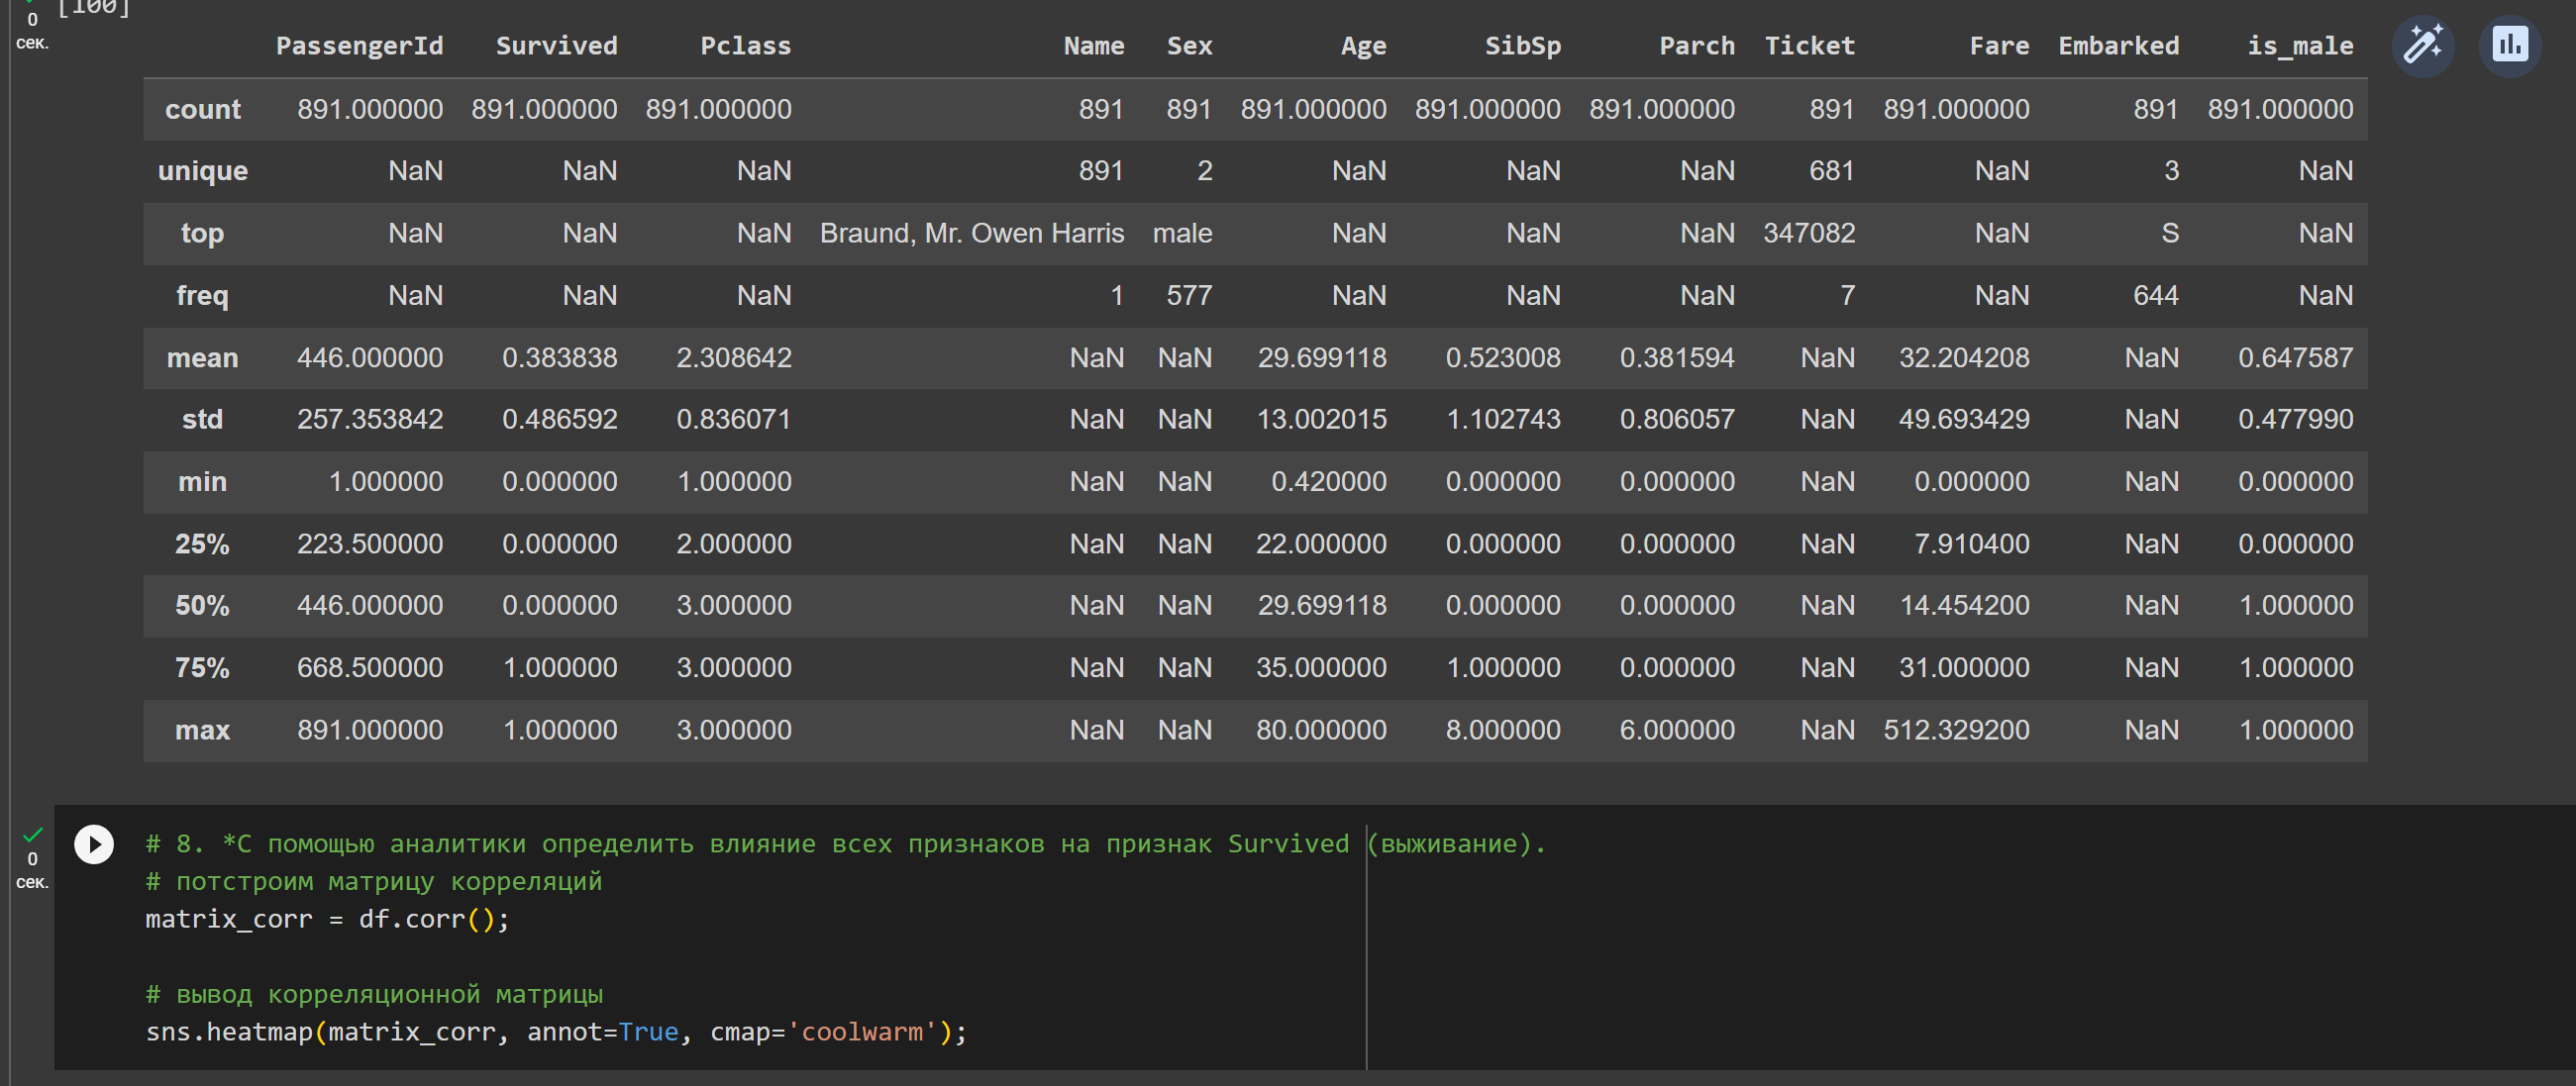 [100]
0
сек.
PassengerId Survived Pclass Name Sex Age SibSp Parch Ticket Fare Embarked is_male
count 891.000000 891.000000 891.000000 891 891 891.000000 891.000000 891.000000 891 891.000000 891 891.000000
unique NaN NaN NaN 891 2 NaN NaN NaN 681 NaN 3 NaN
top NaN NaN NaN Braund, Mr. Owen Harris male NaN NaN NaN 347082 NaN S NaN
freq NaN NaN NaN 1 577 NaN NaN NaN 7 NaN 644 NaN
mean 446.000000 0.383838 2.308642 NaN NaN 29.699118 0.523008 0.381594 NaN 32.204208 NaN 0.647587
std 257.353842 0.486592 0.836071 NaN NaN 13.002015 1.102743 0.806057 NaN 49.693429 NaN 0.477990
min 1.000000 0.000000 1.000000 NaN NaN 0.420000 0.000000 0.000000 NaN 0.000000 NaN 0.000000
25% 223.500000 0.000000 2.000000 NaN NaN 22.000000 0.000000 0.000000 NaN 7.910400 NaN 0.000000
50% 446.000000 0.000000 3.000000 NaN NaN 29.699118 0.000000 0.000000 NaN 14.454200 NaN 1.000000
75% 668.500000 1.000000 3.000000 NaN NaN 35.000000 1.000000 0.000000 NaN 31.000000 NaN 1.000000
max 891.000000 1.000000 3.000000 NaN NaN 80.000000 8.000000 6.000000 NaN 512.329200 NaN 1.000000
0
сек.
# 8. *С помощью аналитики определить влияние всех признаков на признак Survived (выживание).
# потстроим матрицу корреляций
matrix_corr = df.corr();
# вывод корреляционной матрицы
sns.heatmap(matrix_corr, annot=True, cmap='coolwarm');